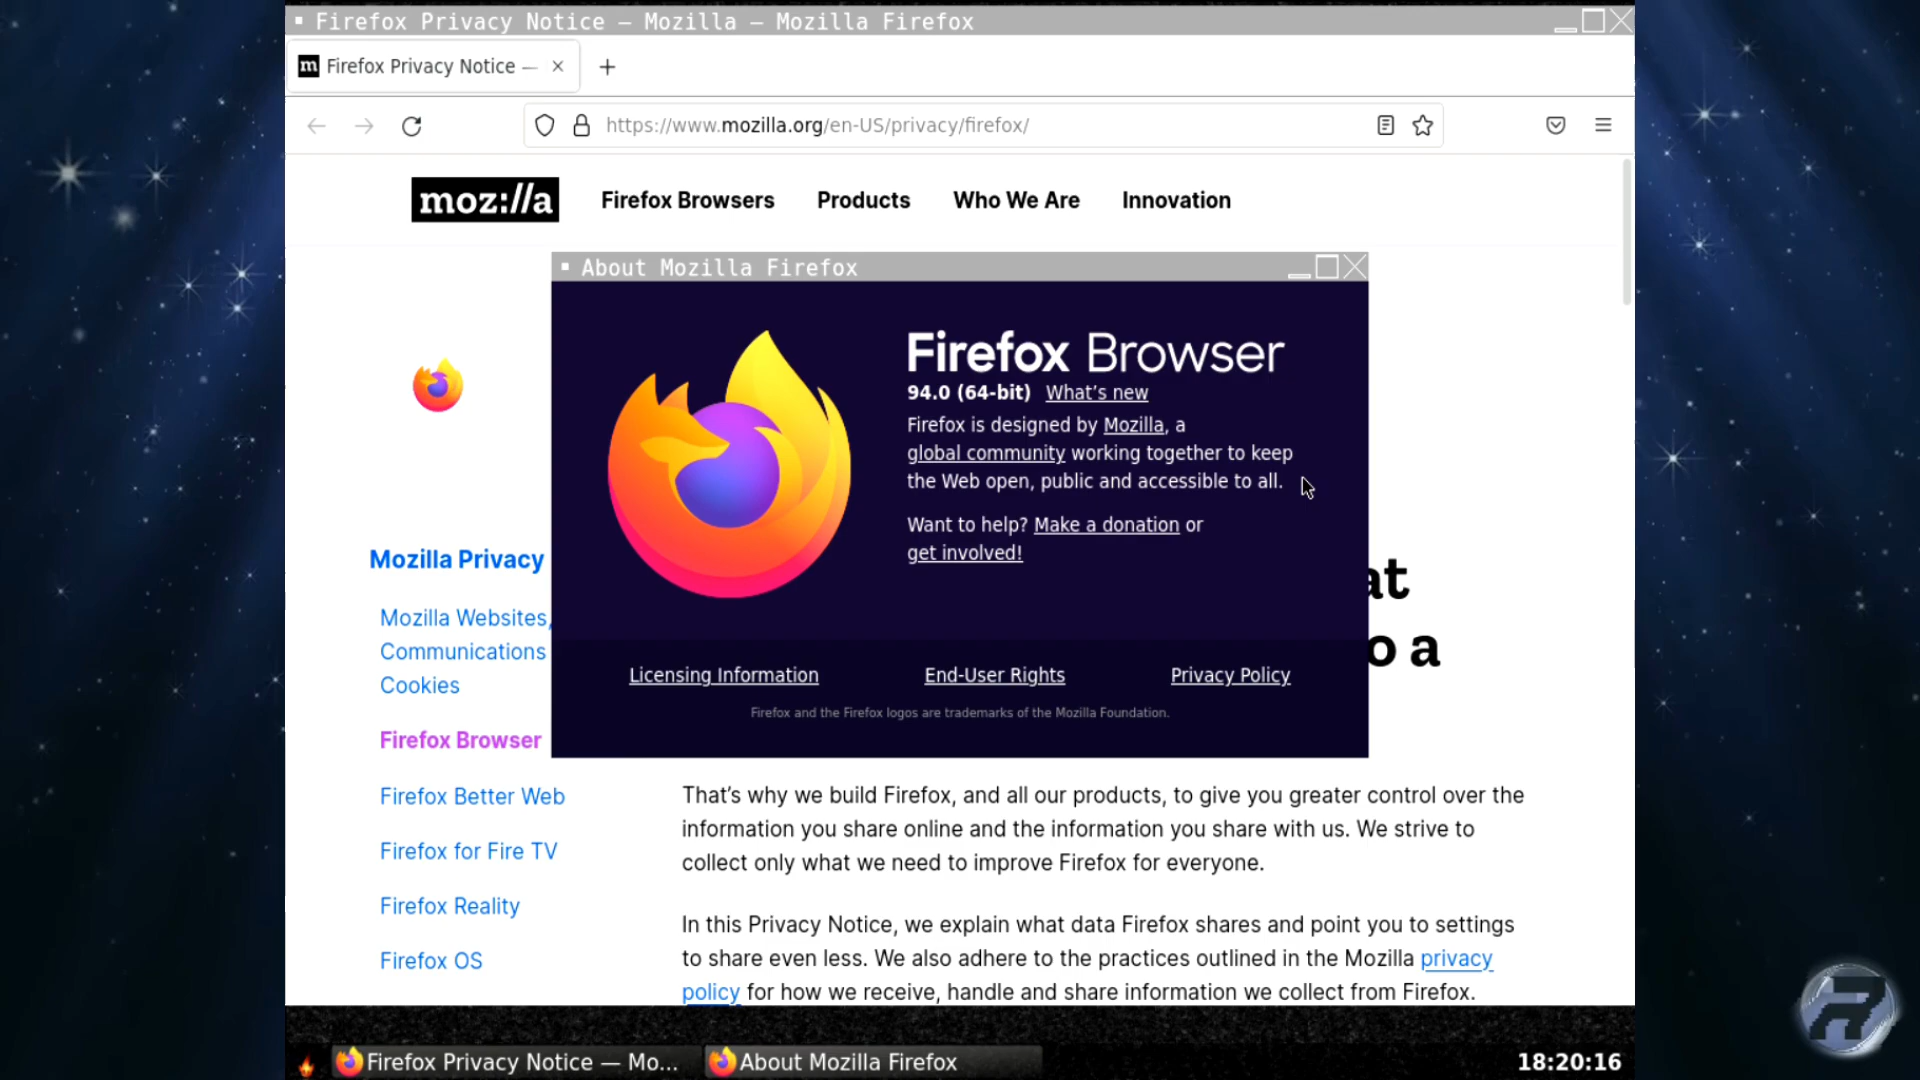 Firefox Privacy Notice — Mozilla — Mozilla Firefox
m Firefox Privacy Notice —
https://www.mozilla.org/en-US/privacy/firefox/
moz://a Firefox Browsers Products Who We Are Innovation
About Mozilla Firefox
Firefox Browser
94.0 (64-bit) What's new
Firefox is designed by Mozilla, a
global community working together to keep
the Web open, public and accessible to all.
Want to help? Make a donation or
get involved!
Licensing Information End-User Rights Privacy Policy
Firefox and the Firefox logos are trademarks of the Mozilla Foundation.
Mozilla Privacy
Mozilla Websites,
Communications
Cookies
Firefox Browser
Firefox Better Web
Firefox for Fire TV
Firefox Reality
Firefox OS
at
o a
That's why we build Firefox, and all our products, to give you greater control over the
information you share online and the information you share with us. We strive to
collect only what we need to improve Firefox for everyone.
In this Privacy Notice, we explain what data Firefox shares and point you to settings
to share even less. We also adhere to the practices outlined in the Mozilla privacy
policy for how we receive, handle and share information we collect from Firefox.
Firefox Privacy Notice — Mo... About Mozilla Firefox 18:20:16